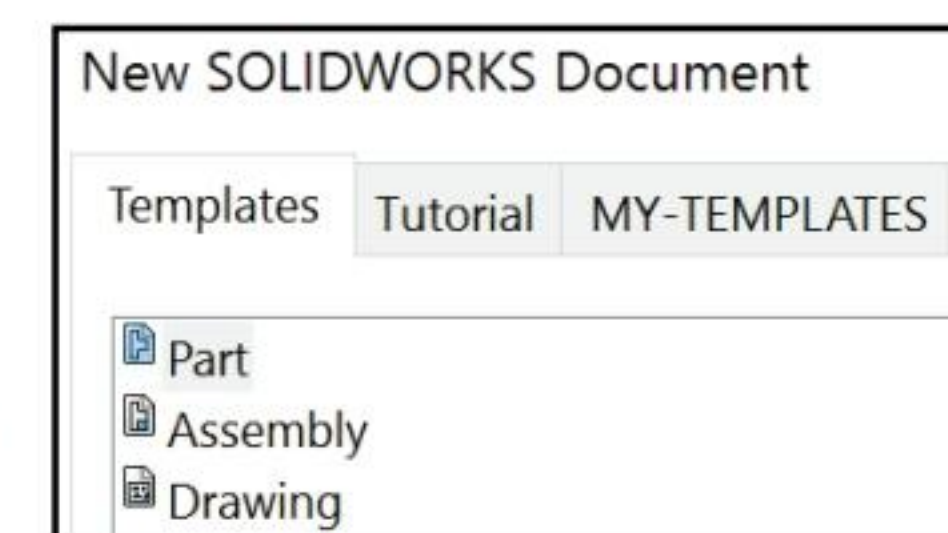 New SOLIDWORKS Document
Templates Tutorial MY-TEMPLATES
Part
Assembly
Drawing